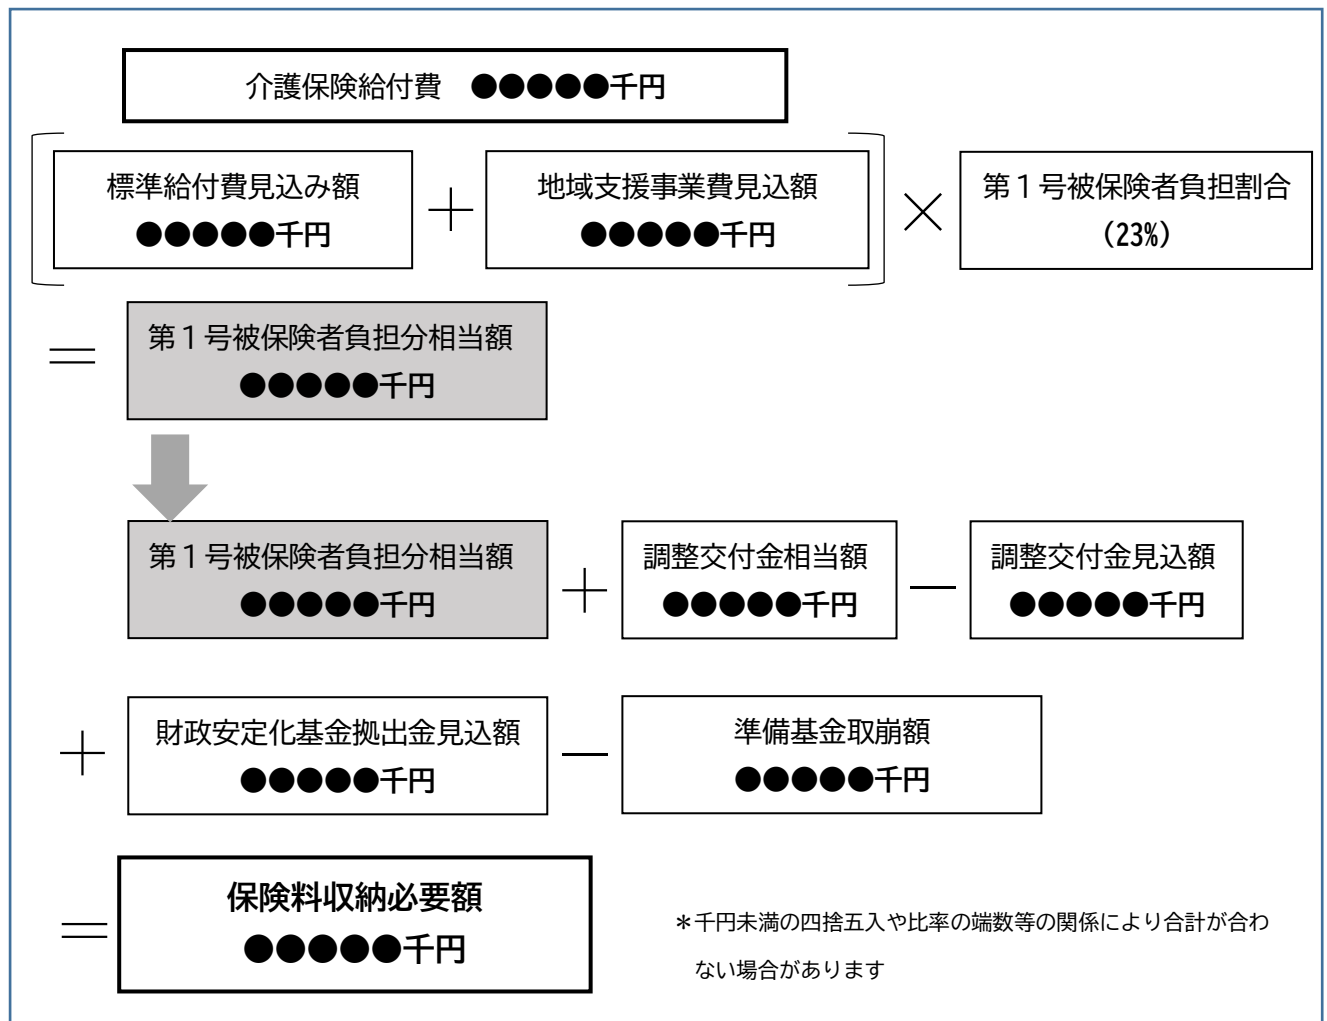 介護保険給付費　●●●●●千円
標準給付費見込み額
●●●●●千円
＋
地域支援事業費見込額
●●●●●千円
×
第１号被保険者負担割合
（23%）
＝
第１号被保険者負担分相当額
●●●●●千円
第１号被保険者負担分相当額
●●●●●千円
＋
調整交付金相当額
●●●●●千円
－
調整交付金見込額
●●●●●千円
＋
財政安定化基金拠出金見込額
●●●●●千円
－
準備基金取崩額
●●●●●千円
＝
保険料収納必要額
●●●●●千円
＊千円未満の四捨五入や比率の端数等の関係により合計が合わ
ない場合があります